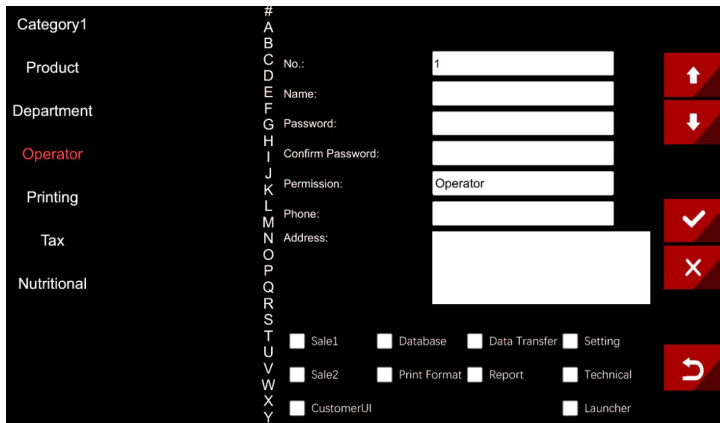 Category1
Product
Department
Operator
Printing
Tax
Nutritional
#
A
B
C
D
E
F
G
H
I
J
K
L
M
N
O
P
Q
R
S
T
U
V
W
X
Y
No.: 1
Name:
Password:
Confirm Password:
Permission: Operator
Phone:
Address:
Sale1 Database Data Transfer Setting
Sale2 Print Format Report Technical
CustomerUI Launcher